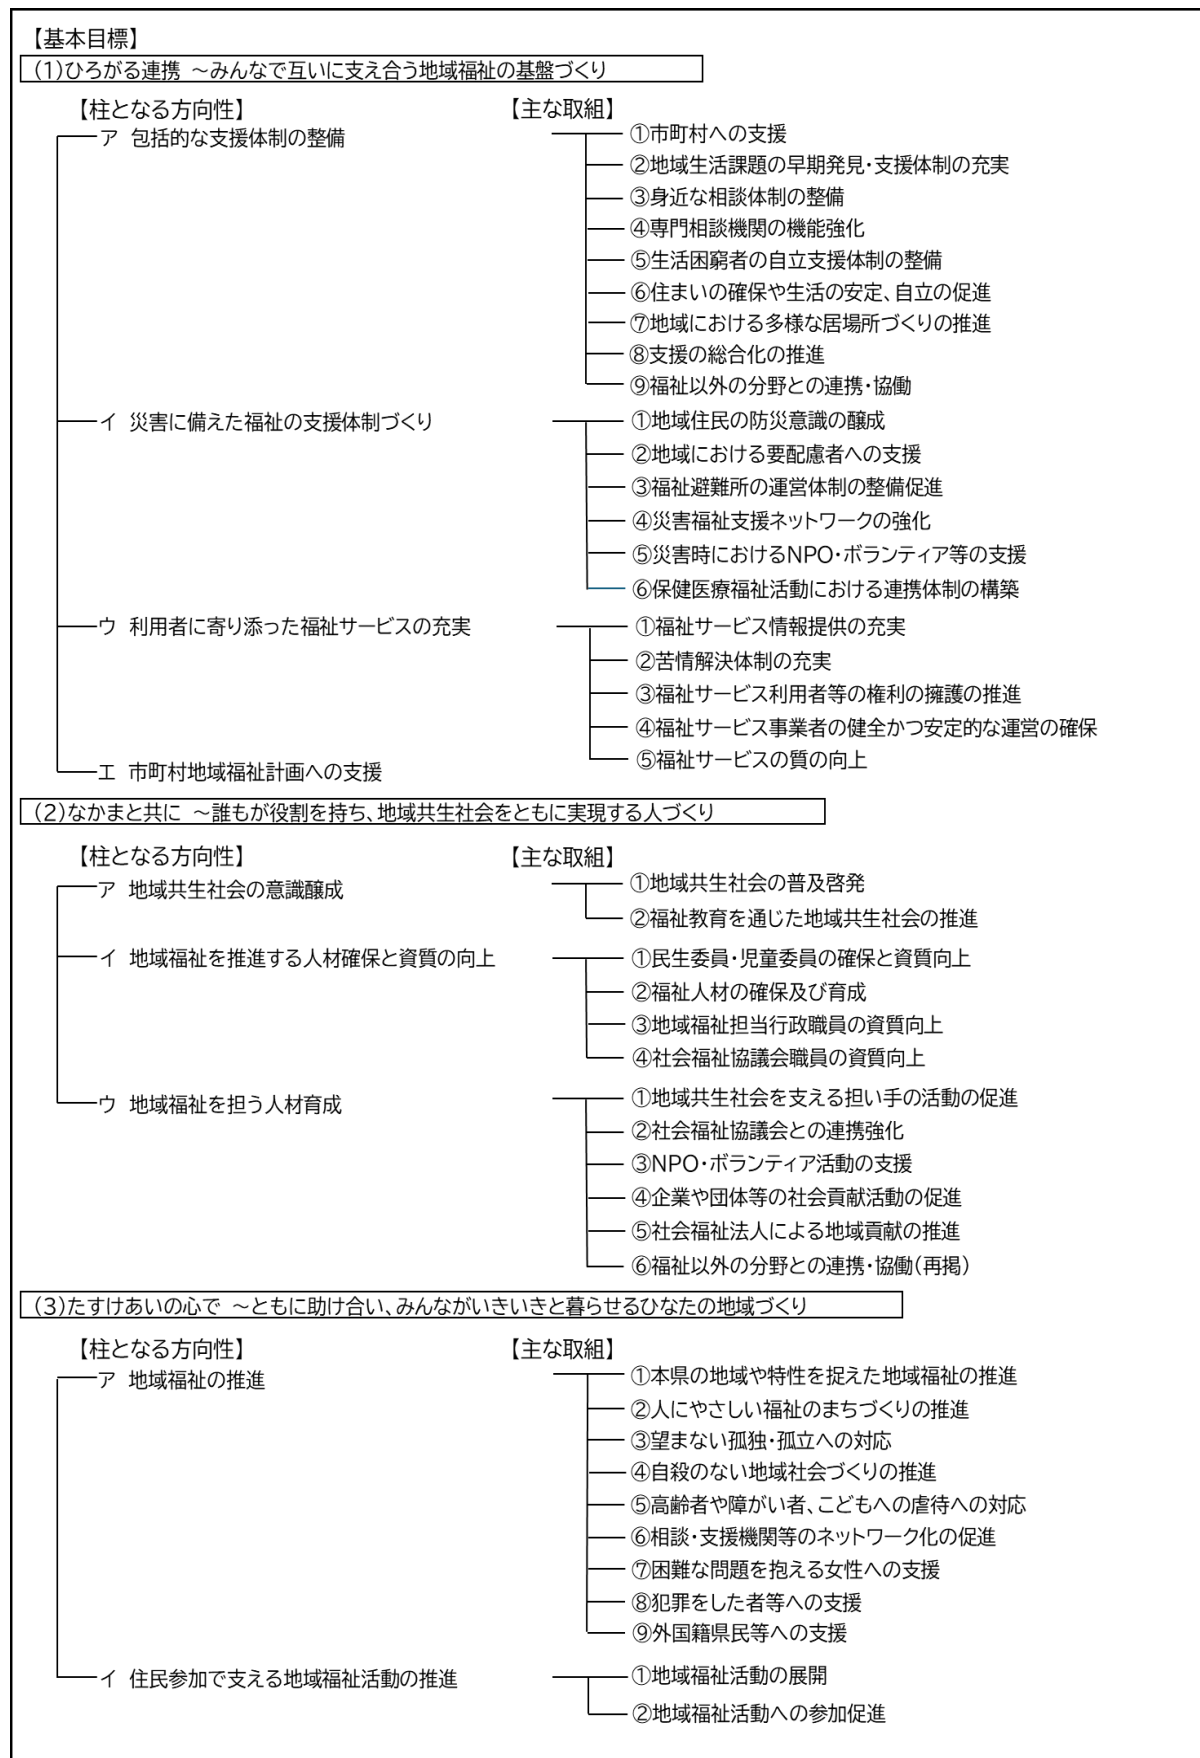 【基本目標】
(1)ひろがる連携 ～みんなで互いに支え合う地域福祉の基盤づくり
【柱となる方向性】 【主な取組】
ア 包括的な支援体制の整備 ①市町村への支援
②地域生活課題の早期発見・支援体制の充実
③身近な相談体制の整備
④専門相談機関の機能強化
⑤生活困窮者の自立支援体制の整備
⑥住まいの確保や生活の安定、自立の促進
⑦地域における多様な居場所づくりの推進
⑧支援の総合化の推進
⑨福祉以外の分野との連携・協働
イ 災害に備えた福祉の支援体制づくり ①地域住民の防災意識の醸成
②地域における要配慮者への支援
③福祉避難所の運営体制の整備促進
④災害福祉支援ネットワークの強化
⑤災害時におけるNPO・ボランティア等の支援
⑥保健医療福祉活動における連携体制の構築
ウ 利用者に寄り添った福祉サービスの充実 ①福祉サービス情報提供の充実
②苦情解決体制の充実
③福祉サービス利用者等の権利の擁護の推進
④福祉サービス事業者の健全かつ安定的な運営の確保
⑤福祉サービスの質の向上
エ 市町村地域福祉計画への支援
(2)なかまと共に ～誰もが役割を持ち、地域共生社会をともに実現する人づくり
【柱となる方向性】 【主な取組】
ア 地域共生社会の意識醸成 ①地域共生社会の普及啓発
②福祉教育を通じた地域共生社会の推進
イ 地域福祉を推進する人材確保と資質の向上 ①民生委員・児童委員の確保と資質向上
②福祉人材の確保及び育成
③地域福祉担当行政職員の資質向上
④社会福祉協議会職員の資質向上
ウ 地域福祉を担う人材育成 ①地域共生社会を支える担い手の活動の促進
②社会福祉協議会との連携強化
③NPO・ボランティア活動の支援
④企業や団体等の社会貢献活動の促進
⑤社会福祉法人による地域貢献の推進
⑥福祉以外の分野との連携・協働(再掲)
(3)たすけあいの心で ～ともに助け合い、みんながいきいきと暮らせるひなたの地域づくり
【柱となる方向性】 【主な取組】
ア 地域福祉の推進 ①本県の地域や特性を捉えた地域福祉の推進
②人にやさしい福祉のまちづくりの推進
③望まない孤独・孤立への対応
④自殺のない地域社会づくりの推進
⑤高齢者や障がい者、こどもへの虐待への対応
⑥相談・支援機関等のネットワーク化の促進
⑦困難な問題を抱える女性への支援
⑧犯罪をした者等への支援
⑨外国籍県民等への支援
イ 住民参加で支える地域福祉活動の推進 ①地域福祉活動の展開
②地域福祉活動への参加促進